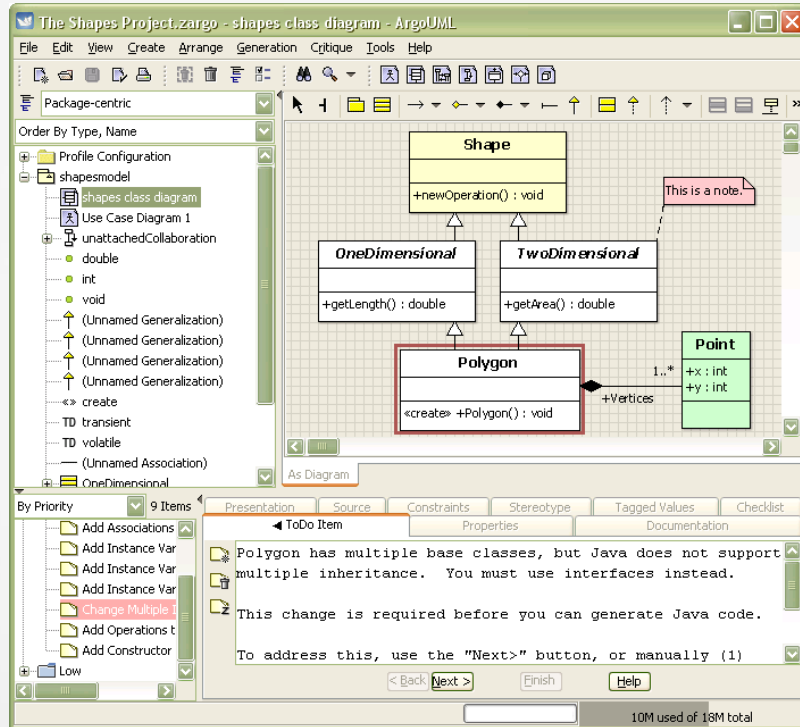 The Shapes Project.zargo - shapes class diagram - ArgoUML
File Edit View Create Arrange Generation Critique Tools Help
Package-centric
Order By Type, Name
Profile Configuration
shapesmodel
shapes class diagram
Use Case Diagram 1
unattachedCollaboration
double
int
void
(Unnamed Generalization)
(Unnamed Generalization)
(Unnamed Generalization)
(Unnamed Generalization)
«» create
TD transient
TD volatile
(Unnamed Association)
OneDimensional
Shape
+newOperation() : void
This is a note.
OneDimensional
+getLength() : double
TwoDimensional
+getArea() : double
Polygon
«create» +Polygon() : void
1..*
+Vertices
Point
+x : int
+y : int
As Diagram
By Priority 9 Items
Add Associations
Add Instance Var
Add Instance Var
Add Instance Var
Change Multiple I
Add Operations t
Add Constructor
Low
Presentation Source Constraints Stereotype Tagged Values Checklist
ToDo Item Properties Documentation
Polygon has multiple base classes, but Java does not support
multiple inheritance. You must use interfaces instead.
This change is required before you can generate Java code.
To address this, use the "Next>" button, or manually (1)
< Back Next > Finish Help
10M used of 18M total